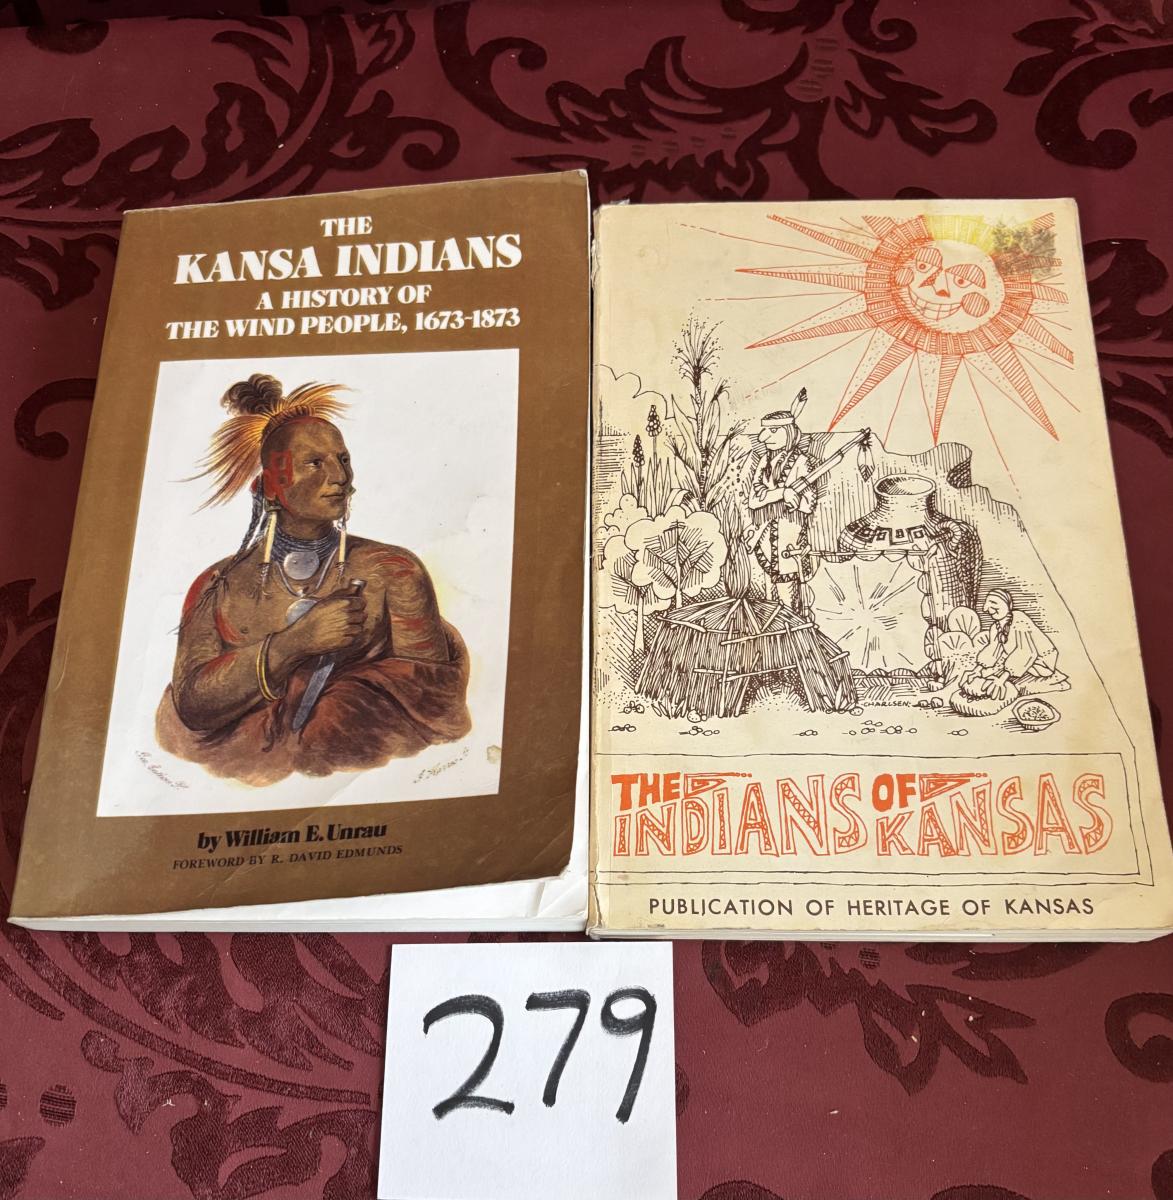 THE
KANSA INDIANS
A HISTORY OF
THE WIND PEOPLE, 1673-1873
by William E. Unrau
FOREWORD BY R. DAVID EDMUNDS
CHARLSEN
THE
INDIANS OF
KANSAS
PUBLICATION OF HERITAGE OF KANSAS
279